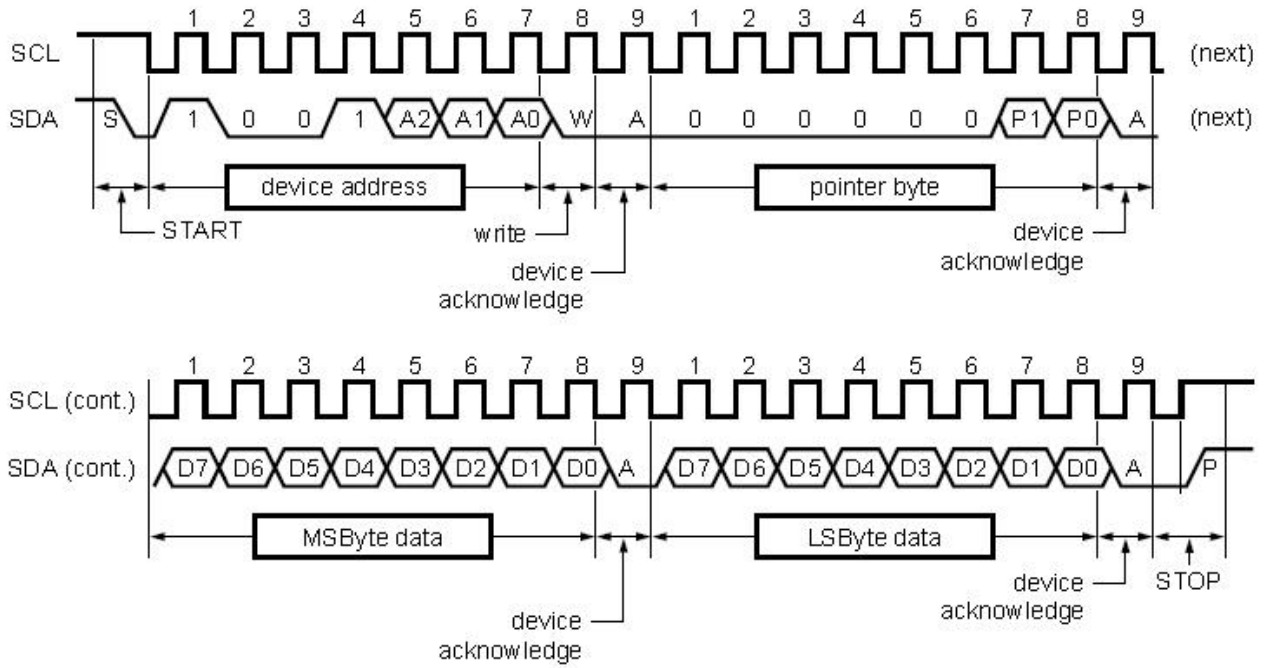 1 2 3 4 5 6 7 8 9 1 2 3 4 5 6 7 8 9
SCL (next)
SDA S 1 0 0 1 A2 A1 A0 W A 0 0 0 0 0 0 P1 P0 A (next)
device address pointer byte
START write device
device acknowledge
acknowledge
1 2 3 4 5 6 7 8 9 1 2 3 4 5 6 7 8 9
SCL (cont.)
SDA (cont.) D7 D6 D5 D4 D3 D2 D1 D0 A D7 D6 D5 D4 D3 D2 D1 D0 A P
MSByte data LSByte data
device STOP
acknowledge
device
acknowledge